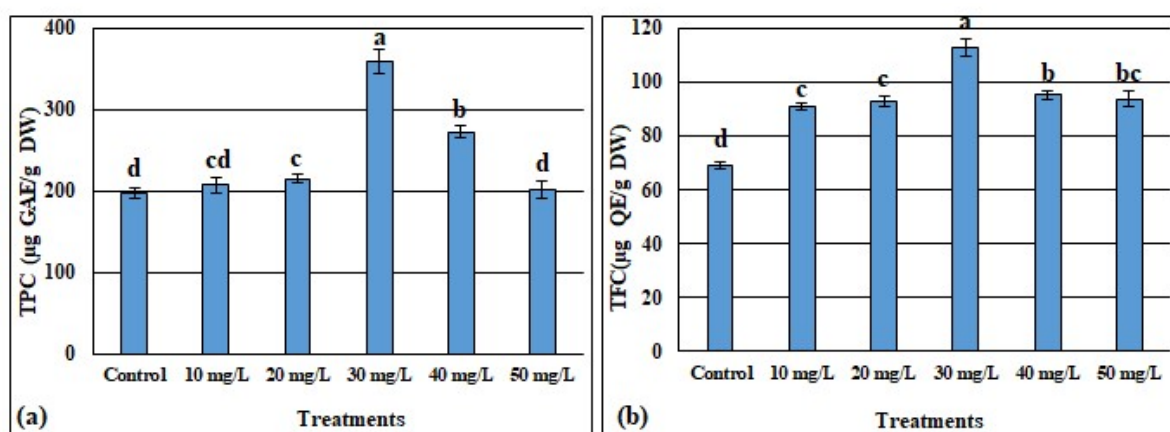 400
300
200
100
0
TPC (µg GAE/g DW)
d
cd
c
a
b
d
Control 10 mg/L 20 mg/L 30 mg/L 40 mg/L 50 mg/L
Treatments
(a)
120
100
80
60
40
20
0
TFC(µg QE/g DW)
d
c
c
a
b
bc
Control 10 mg/L 20 mg/L 30 mg/L 40 mg/L 50 mg/L
Treatments
(b)